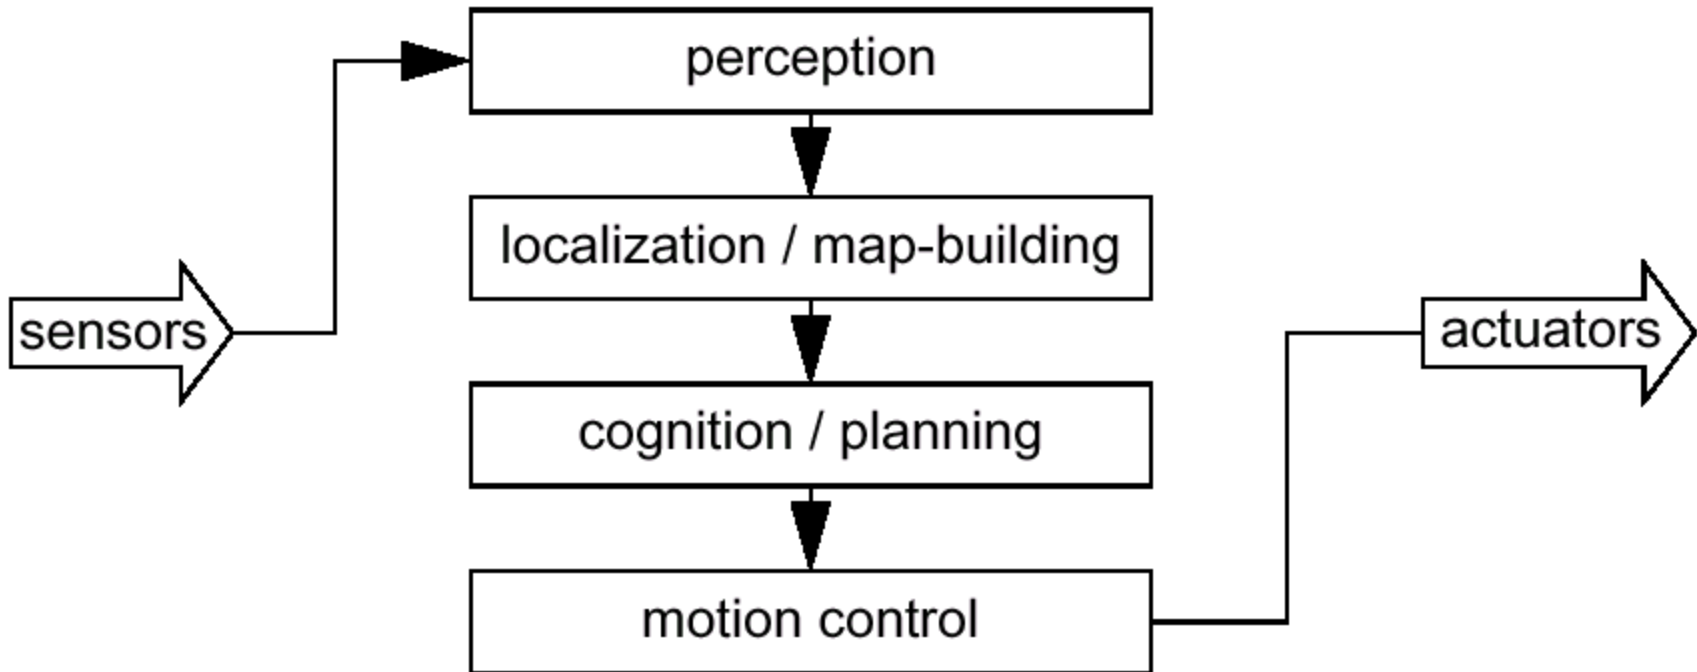 perception
localization / map-building
sensors
actuators
cognition / planning
motion control